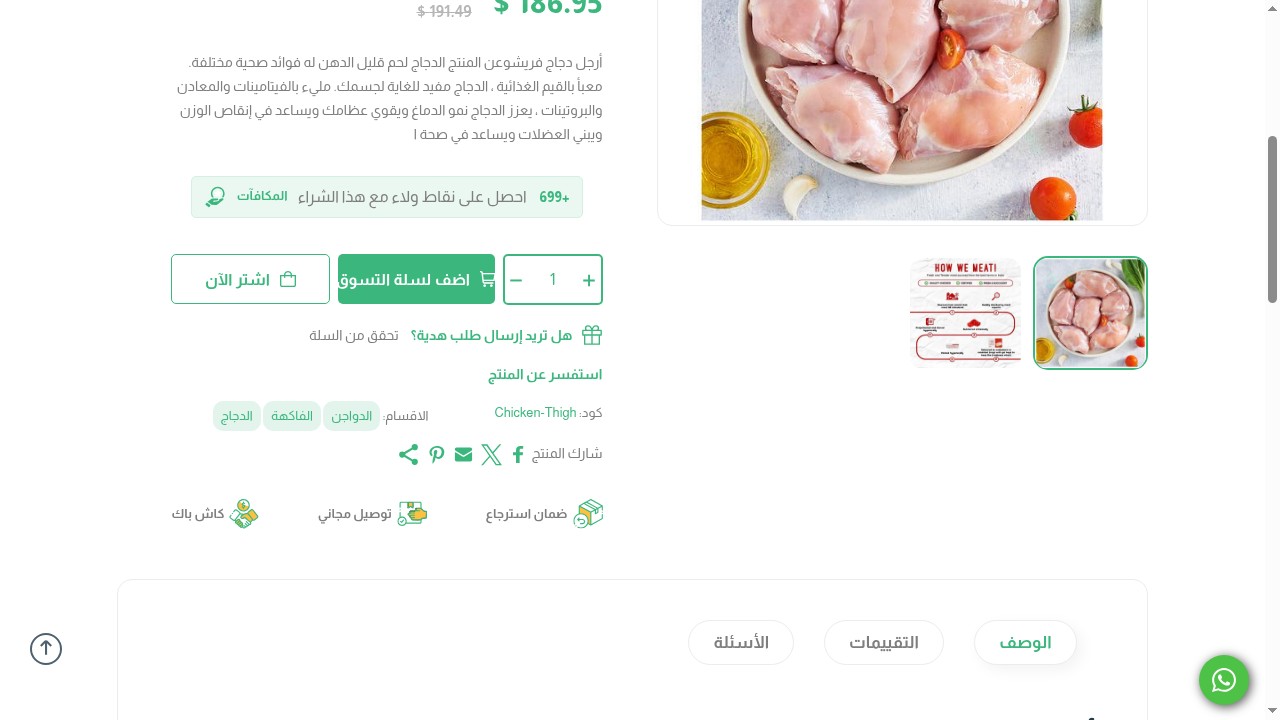 $ 186.95
$ 191.49
أرجل دجاج فريشوعن المنتج الدجاج لحم قليل الدهن له فوائد صحية مختلفة.
معبأ بالقيم الغذائية ، الدجاج مفيد للغاية لجسمك. مليء بالفيتامينات والمعادن
والبروتينات ، يعزز الدجاج نمو الدماغ ويقوي عظامك ويساعد في إنقاص الوزن
ويبني العضلات ويساعد في صحة ا
+699 احصل على نقاط ولاء مع هذا الشراء المكافآت
1
اضف لسلة التسوق
اشتر الآن
هل تريد إرسال طلب هدية؟ تحقق من السلة
استفسر عن المنتج
كود: Chicken-Thigh
الاقسام: الدواجن الفاكهة الدجاج
شارك المنتج
ضمان استرجاع
توصيل مجاني
كاش باك
HOW WE MEAT!
الوصف
التقييمات
الأسئلة